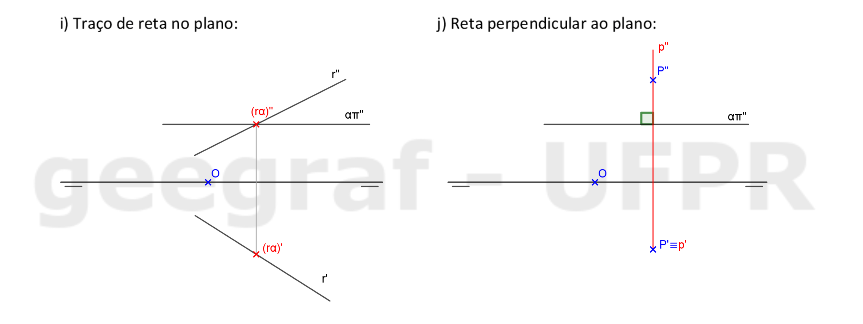 i) Traço de reta no plano:
j) Reta perpendicular ao plano:
p"
r"
P"
(rα)"
απ"
απ"
geegraf - UFPR
O
O
(rα)'
P'≡p'
r'